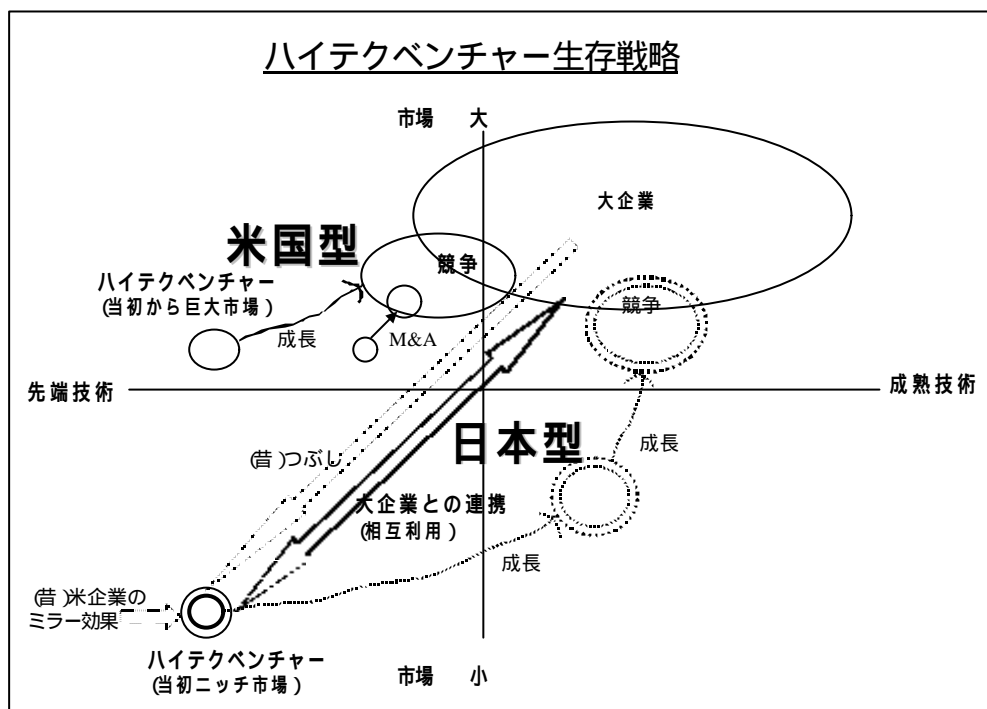 ハイテクベンチャー生存戦略
市場 大
大企業
米国型
競争
ハイテクベンチャー
(当初から巨大市場)
競争
成長
M&A
先端技術
成熟技術
日本型
(昔)つぶし
成長
大企業との連携
(相互利用)
成長
(昔)米企業の
ミラー効果
ハイテクベンチャー
(当初ニッチ市場)
市場 小